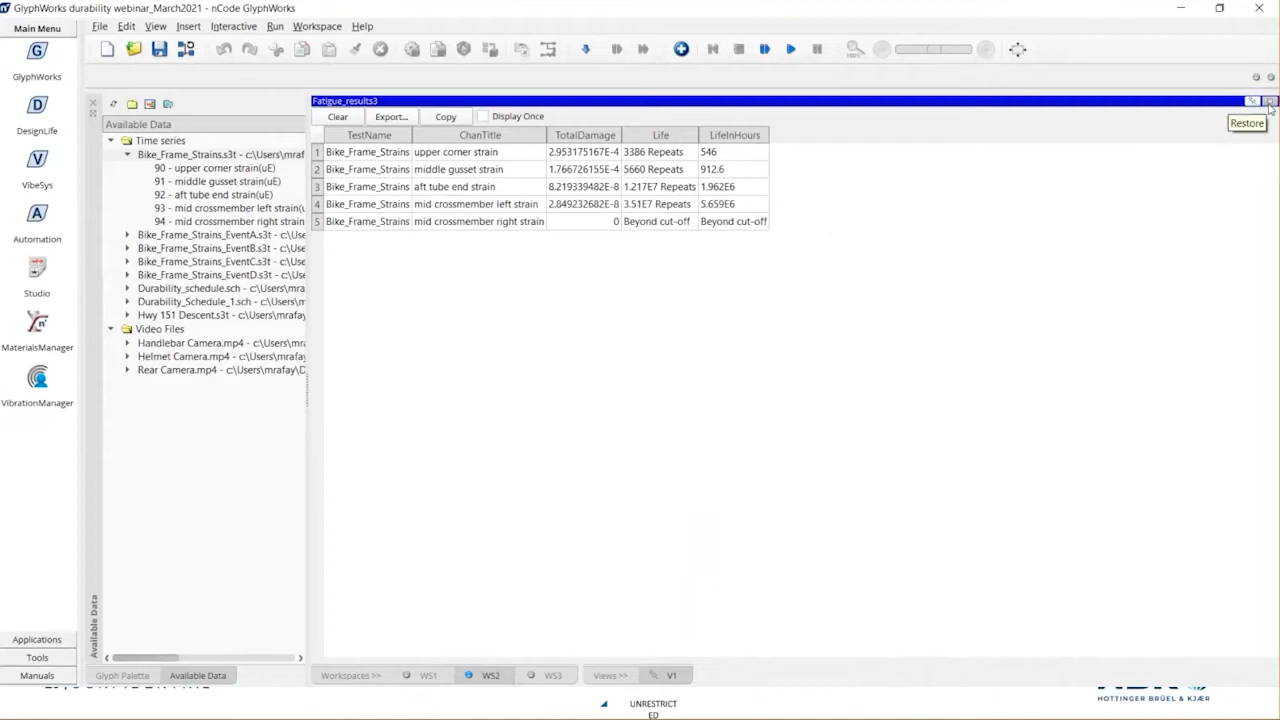 GlyphWorks durability webinar_March2021 - nCode GlyphWorks
Main Menu
File Edit View Insert Interactive Run Workspace Help
GlyphWorks
DesignLife
VibeSys
Automation
Studio
MaterialsManager
VibrationManager
Applications
Tools
Manuals
Available Data
Time series
Bike_Frame_Strains.s3t - c:\Users\mraf
90 - upper corner strain(uE)
91 - middle gusset strain(uE)
92 - aft tube end strain(uE)
93 - mid crossmember left strain(u
94 - mid crossmember right strain
Bike_Frame_Strains_EventA.s3t - c:\Use
Bike_Frame_Strains_EventB.s3t - c:\Use
Bike_Frame_Strains_EventC.s3t - c:\Use
Bike_Frame_Strains_EventD.s3t - c:\Use
Durability_schedule.sch - c:\Users\mraf
Durability_Schedule_1.sch - c:\Users\m
Hwy 151 Descent.s3t - c:\Users\mrafay
Video Files
Handlebar Camera.mp4 - c:\Users\mra
Helmet Camera.mp4 - c:\Users\mrafay
Rear Camera.mp4 - c:\Users\mrafay\D
Available Data
Glyph Palette Available Data
Fatigue_results3
Clear Export... Copy Display Once
Restore
TestName ChanTitle TotalDamage Life LifeInHours
1 Bike_Frame_Strains upper corner strain 2.953175167E-4 3386 Repeats 546
2 Bike_Frame_Strains middle gusset strain 1.766726155E-4 5660 Repeats 912.6
3 Bike_Frame_Strains aft tube end strain 8.219339482E-8 1.217E7 Repeats 1.962E6
4 Bike_Frame_Strains mid crossmember left strain 2.849232682E-8 3.51E7 Repeats 5.659E6
5 Bike_Frame_Strains mid crossmember right strain 0 Beyond cut-off Beyond cut-off
Workspaces >> WS1 WS2 WS3 Views >> V1
UNRESTRICT
ED
HOTTINGER BRÜEL & KJÆR